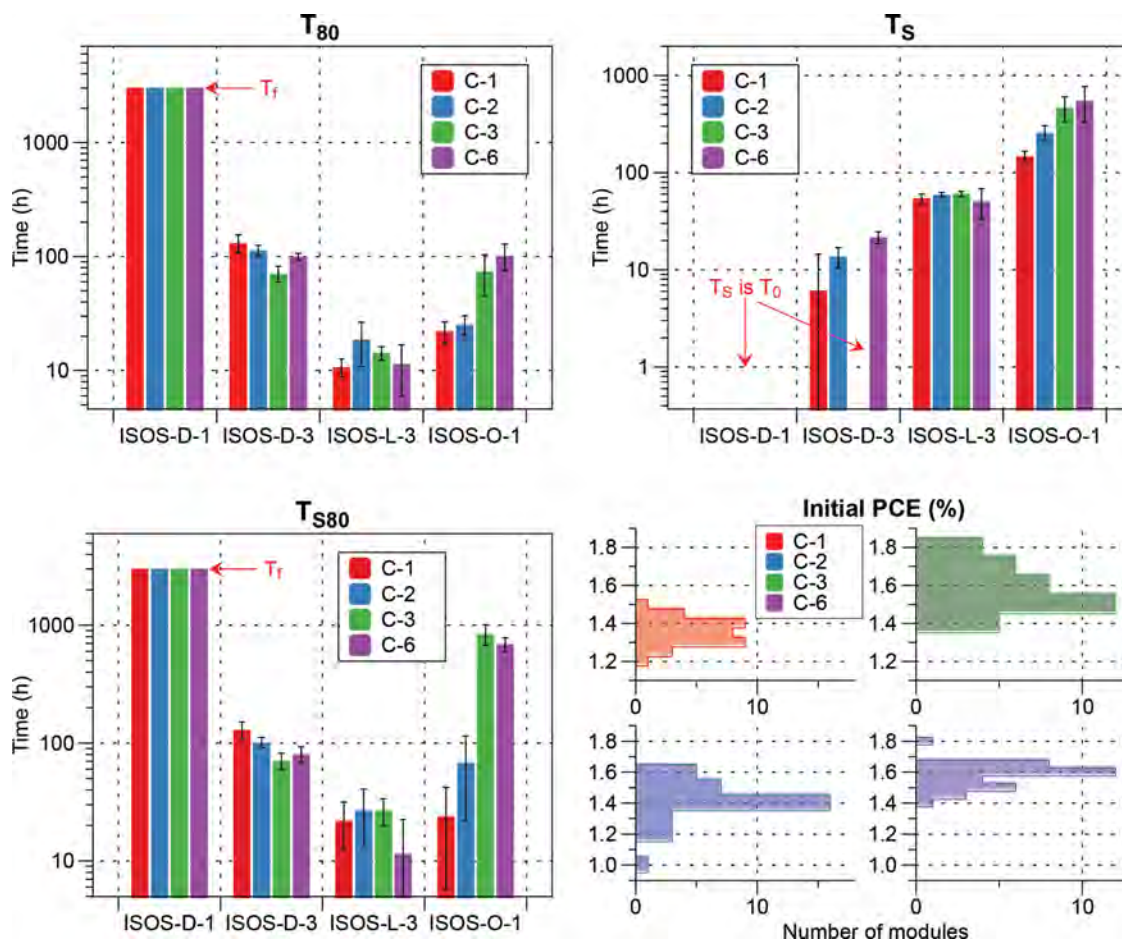 T80
Time (h)
1000
100
10
Tf
C-1
C-2
C-3
C-6
ISOS-D-1 ISOS-D-3 ISOS-L-3 ISOS-O-1
TS
Time (h)
1000
100
10
1
C-1
C-2
C-3
C-6
TS is T0
ISOS-D-1 ISOS-D-3 ISOS-L-3 ISOS-O-1
TS80
Time (h)
1000
100
10
Tf
C-1
C-2
C-3
C-6
ISOS-D-1 ISOS-D-3 ISOS-L-3 ISOS-O-1
Initial PCE (%)
C-1
C-2
C-3
C-6
1.8
1.6
1.4
1.2
0 10
1.8
1.6
1.4
1.2
0 10
1.8
1.6
1.4
1.2
1.0
0 10
1.8
1.6
1.4
1.2
1.0
0 10
Number of modules